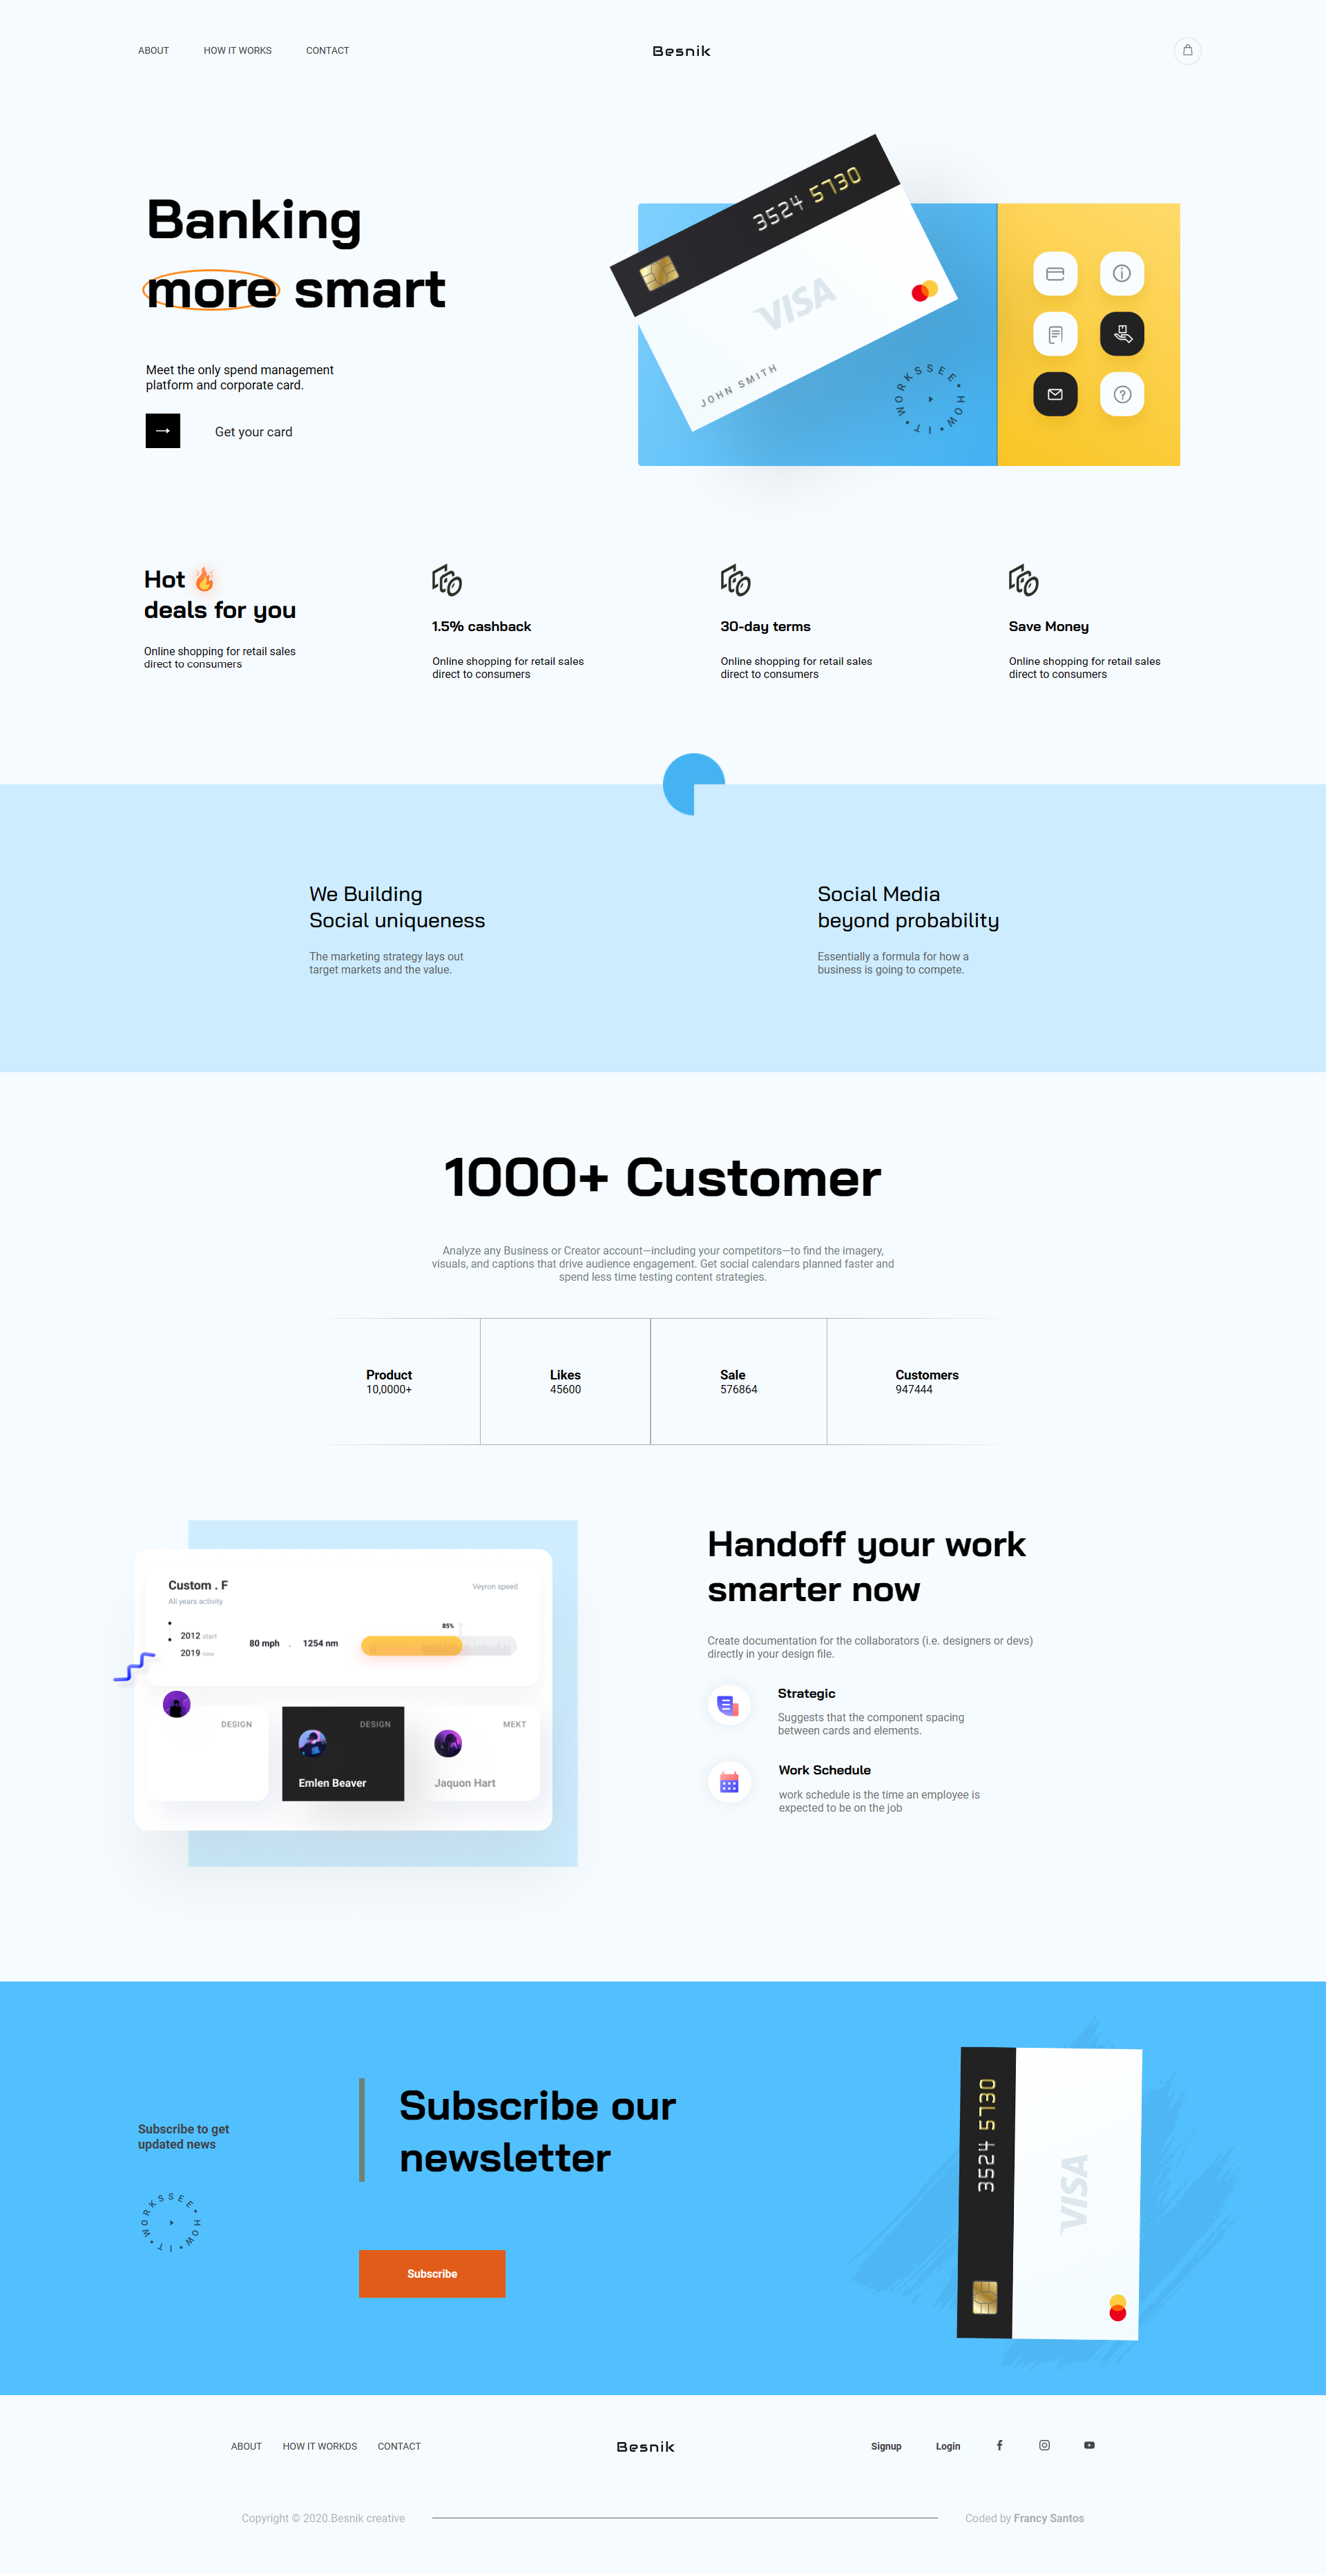 ABOUT
HOW IT WORKS
CONTACT
Besnik
Banking
more smart
Meet the only spend management
platform and corporate card.
Get your card
3524 5730
VISA
JOHN SMITH
WORKSSEE • HOW • IT •
Hot
deals for you
Online shopping for retail sales
direct to consumers
1.5% cashback
Online shopping for retail sales
direct to consumers
30-day terms
Online shopping for retail sales
direct to consumers
Save Money
Online shopping for retail sales
direct to consumers
We Building
Social uniqueness
The marketing strategy lays out
target markets and the value.
Social Media
beyond probability
Essentially a formula for how a
business is going to compete.
1000+ Customer
Analyze any Business or Creator account—including your competitors—to find the imagery,
visuals, and captions that drive audience engagement. Get social calendars planned faster and
spend less time testing content strategies.
Product
10,0000+
Likes
45600
Sale
576864
Customers
947444
Custom . F
All years activity
Veyron speed
2012 start
2019 now
80 mph . 1254 nm
85%
DESIGN
DESIGN
Emlen Beaver
MEKT
Jaquon Hart
Handoff your work
smarter now
Create documentation for the collaborators (i.e. designers or devs)
directly in your design file.
Strategic
Suggests that the component spacing
between cards and elements.
Work Schedule
work schedule is the time an employee is
expected to be on the job
Subscribe to get
updated news
WORKSSEE • HOW • IT •
Subscribe our
newsletter
Subscribe
3524 5730
VISA
ABOUT
HOW IT WORKDS
CONTACT
Besnik
Signup
Login
Copyright © 2020.Besnik creative
Coded by Francy Santos